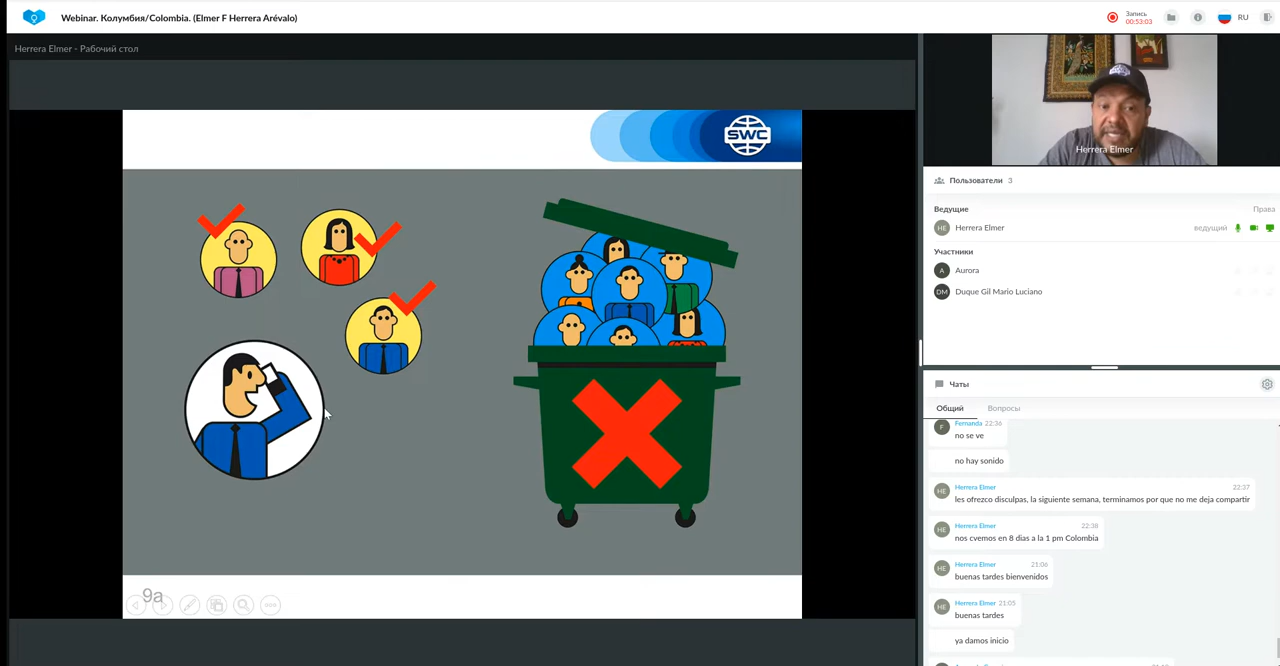 Webinar. Колумбия/Colombia. (Elmer F Herrera Arévalo)
Запись
00:53:03
RU
Herrera Elmer - Рабочий стол
SWC
9a
Herrera Elmer
Пользователи 3
Ведущие
Права
HE
Herrera Elmer
ведущий
Участники
A
Aurora
DM
Duque Gil Mario Luciano
Чаты
Общий
Вопросы
F
Fernanda 22:36
no se ve
no hay sonido
HE
Herrera Elmer 22:37
les ofrezco disculpas, la siguiente semana, terminamos por que no me deja compartir
HE
Herrera Elmer 22:38
nos cvemos en 8 dias a la 1 pm Colombia
HE
Herrera Elmer 21:06
buenas tardes bienvenidos
HE
Herrera Elmer 21:05
buenas tardes
ya damos inicio